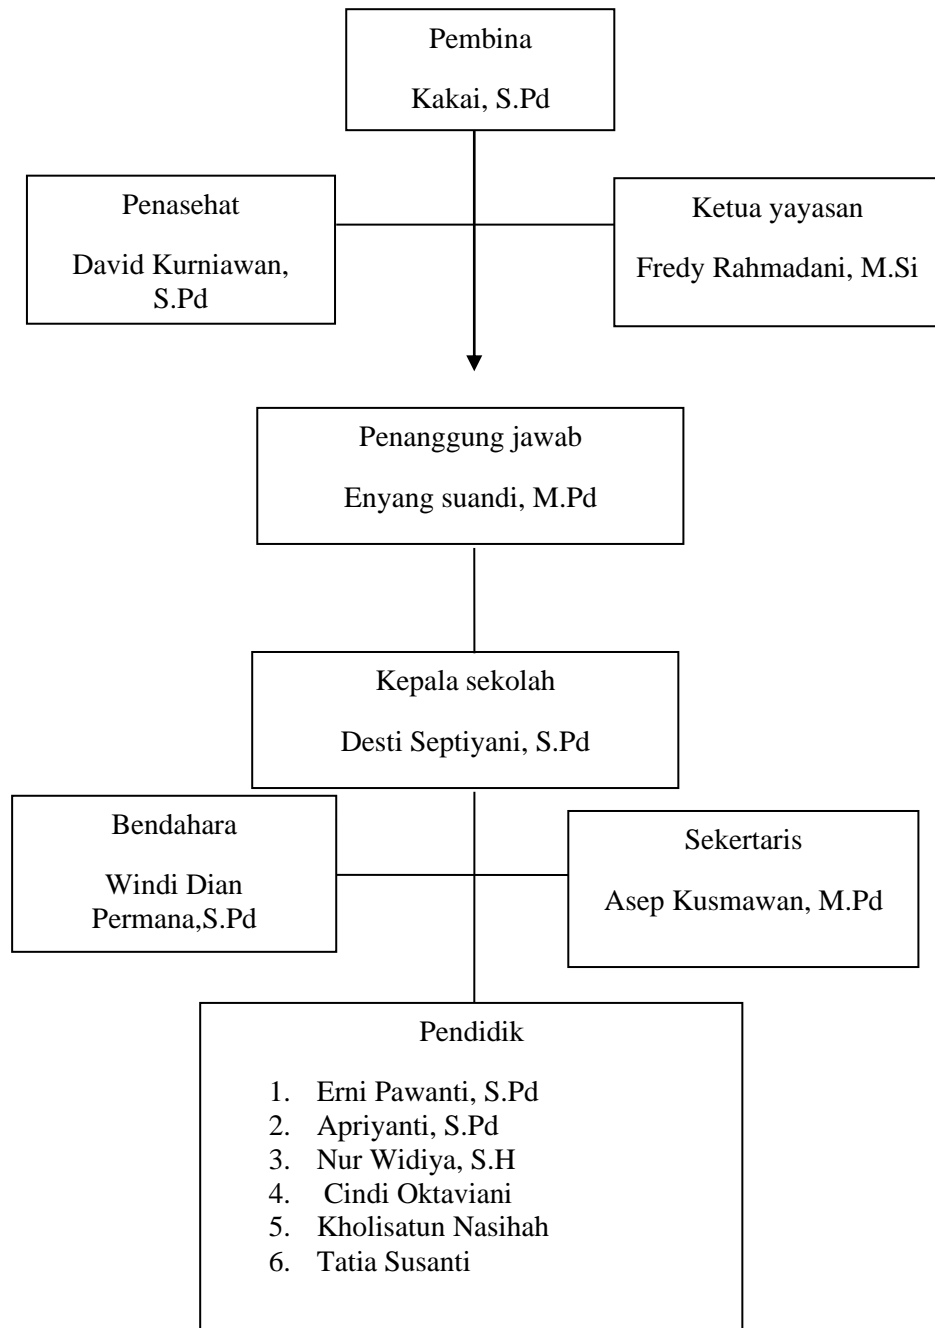 Pembina
Kakai, S.Pd
Penasehat
David Kurniawan,
S.Pd
Ketua yayasan
Fredy Rahmadani, M.Si
Penanggung jawab
Enyang suandi, M.Pd
Kepala sekolah
Desti Septiyani, S.Pd
Bendahara
Windi Dian
Permana,S.Pd
Sekertaris
Asep Kusmawan, M.Pd
Pendidik
1. Erni Pawanti, S.Pd
2. Apriyanti, S.Pd
3. Nur Widiya, S.H
4. Cindi Oktaviani
5. Kholisatun Nasihah
6. Tatia Susanti